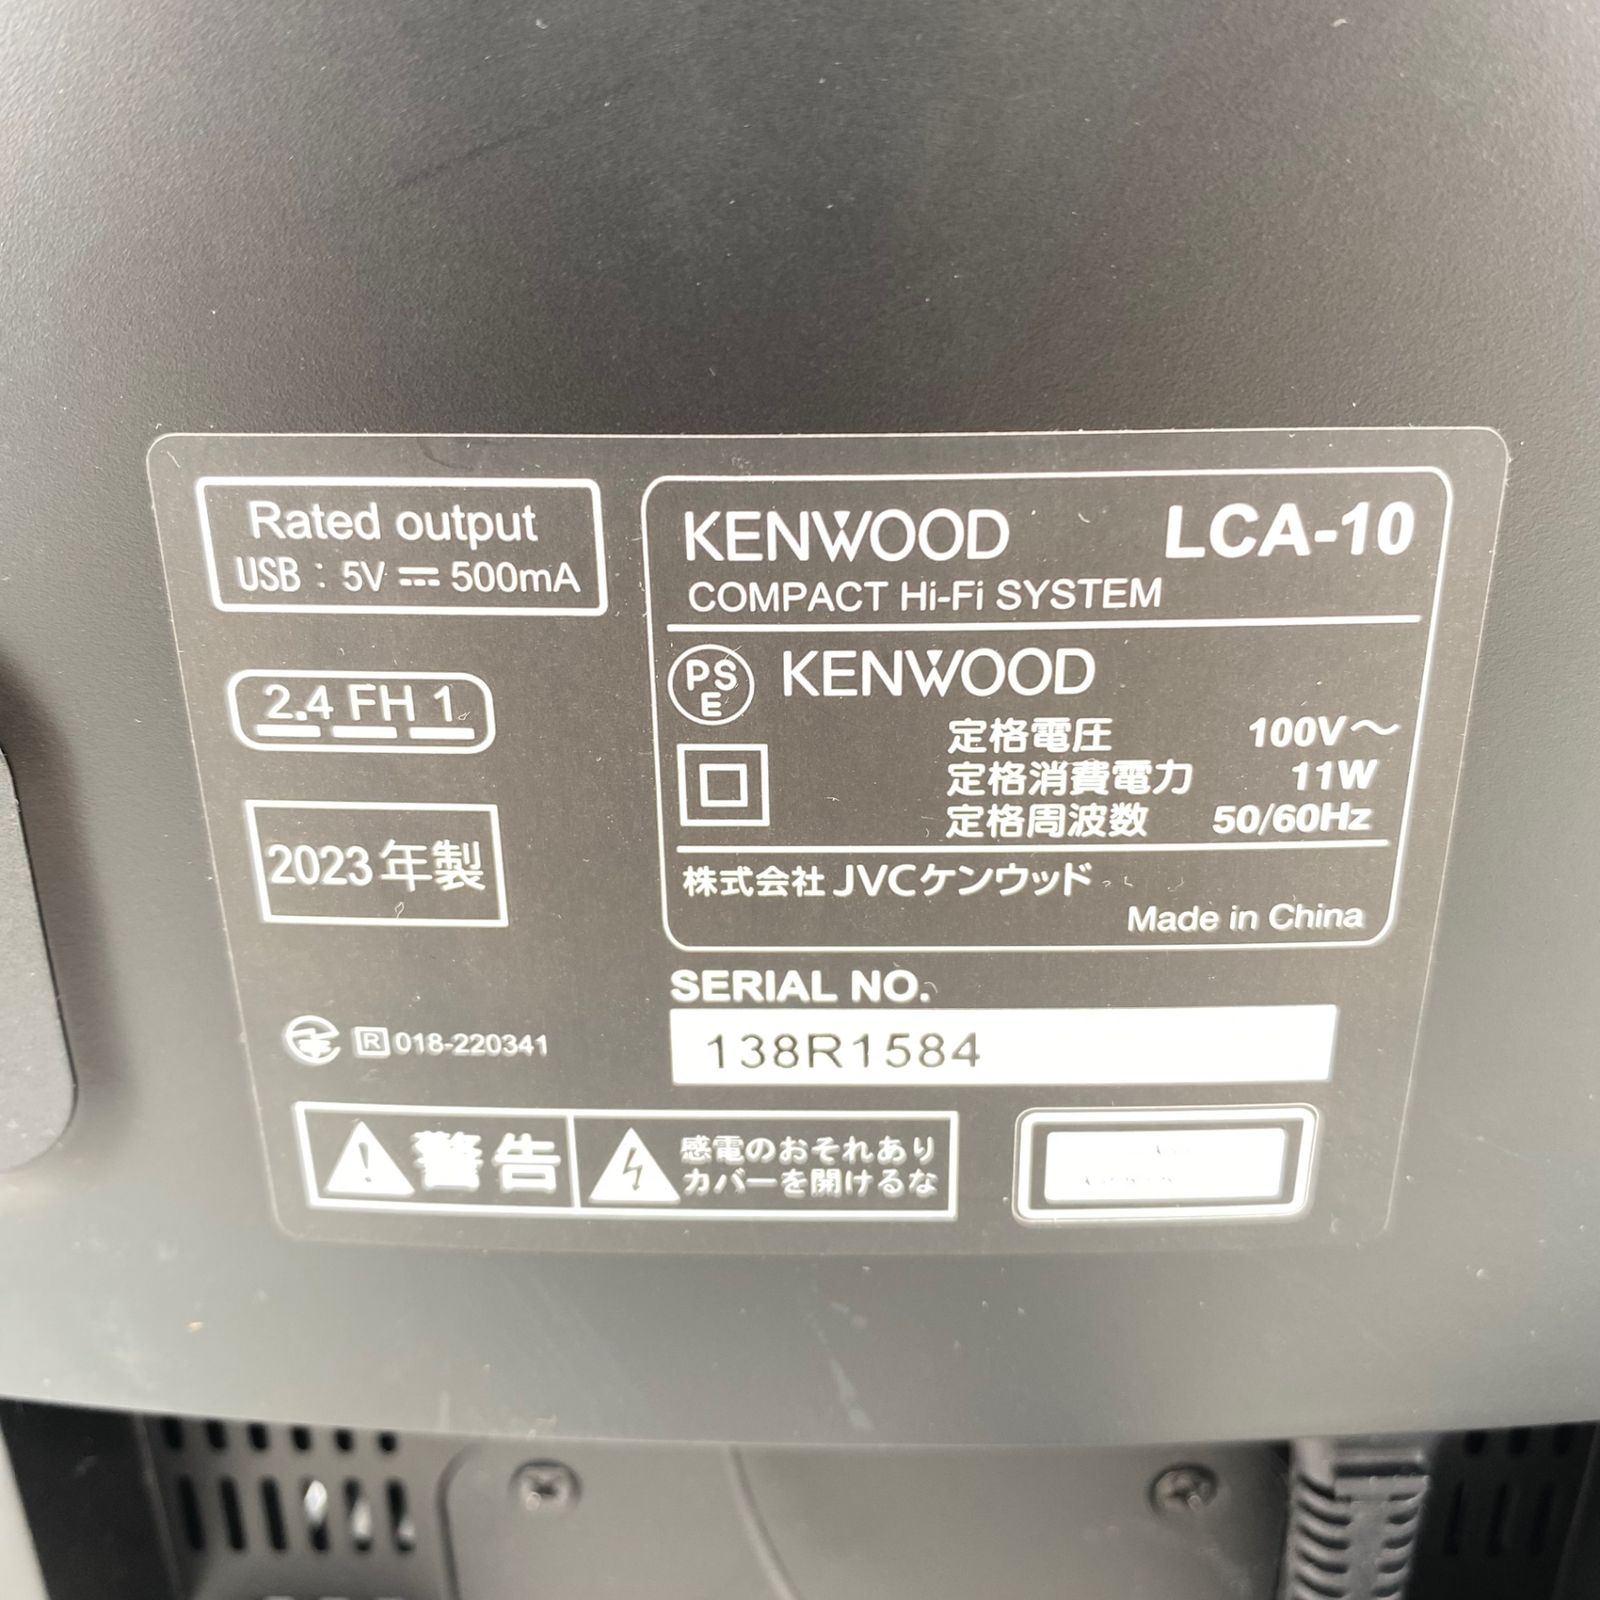 Rated output
USB : 5V ⎓ 500mA
2.4 FH 1
2023年製
R 018-220341
KENWOOD LCA-10
COMPACT Hi-Fi SYSTEM
PSE KENWOOD
定格電圧 100V～
定格消費電力 11W
定格周波数 50/60Hz
株式会社JVCケンウッド
Made in China
SERIAL NO.
138R1584
警告
感電のおそれあり
カバーを開けるな